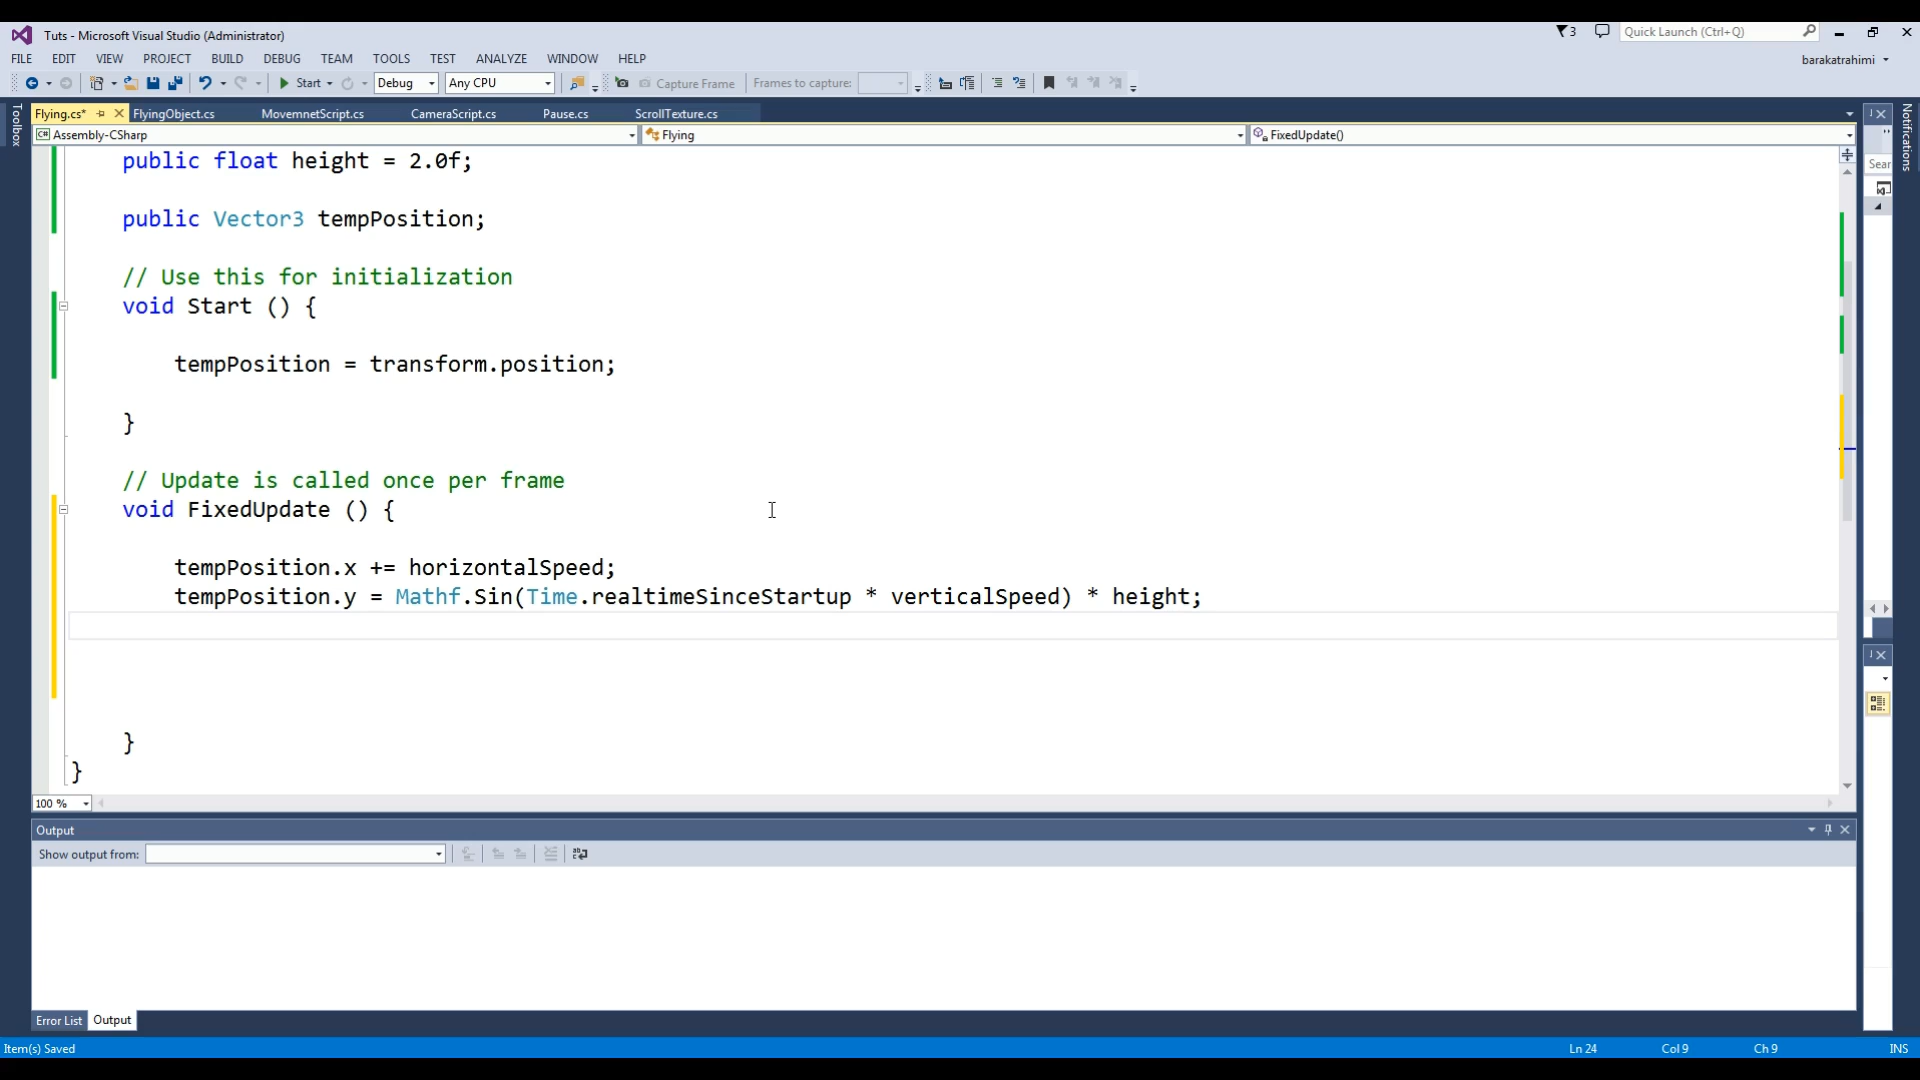 Tuts - Microsoft Visual Studio (Administrator)
3
Quick Launch (Ctrl+Q)
FILE EDIT VIEW PROJECT BUILD DEBUG TEAM TOOLS TEST ANALYZE WINDOW HELP
barakatrahimi
Start Debug Any CPU Capture Frame Frames to capture:
Toolbox
Flying.cs* FlyingObject.cs MovemnetScript.cs CameraScript.cs Pause.cs ScrollTexture.cs
Notifications
Assembly-CSharp Flying FixedUpdate()
Sear
public float height = 2.0f;
public Vector3 tempPosition;
// Use this for initialization
void Start () {
tempPosition = transform.position;
}
// Update is called once per frame
void FixedUpdate () {
tempPosition.x += horizontalSpeed;
tempPosition.y = Mathf.Sin(Time.realtimeSinceStartup * verticalSpeed) * height;
}
}
100 %
Output
Show output from:
Error List Output
Item(s) Saved Ln 24 Col 9 Ch 9 INS